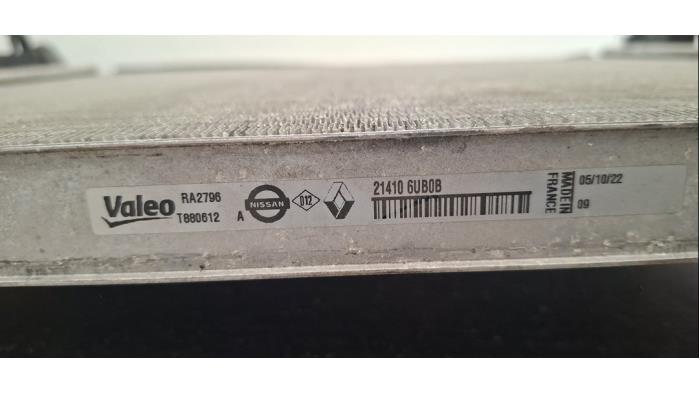 Valeo
RA2796
T880612 A
NISSAN
D12
21410 6UB0B
MADE IN
FRANCE
05/10/22
09